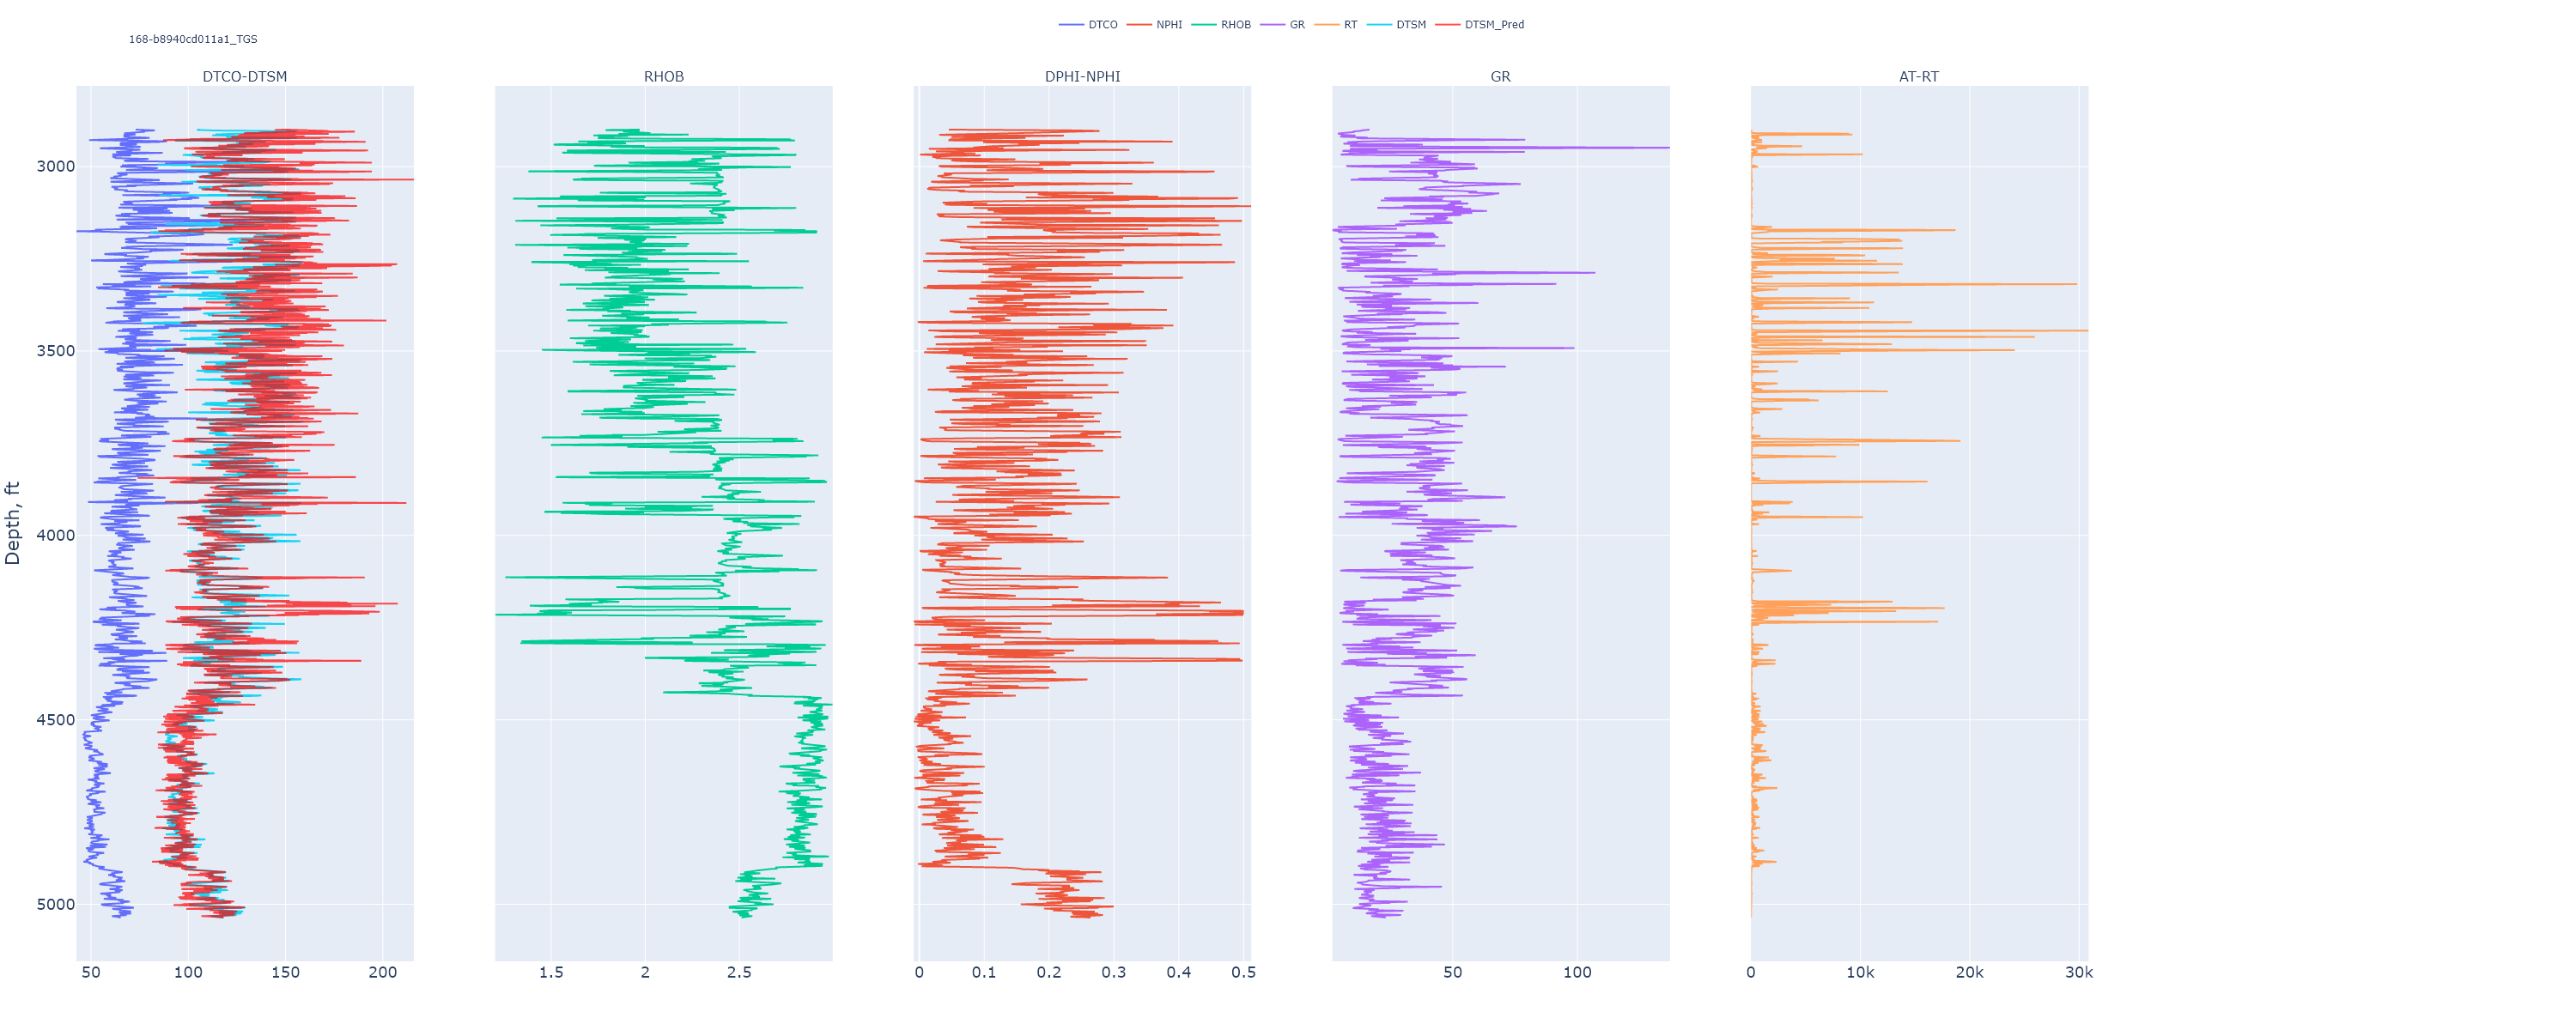 DTCO NPHI RHOB GR RT DTSM DTSM_Pred
168-b8940cd011a1_TGS
DTCO-DTSM RHOB DPHI-NPHI GR AT-RT
Depth, ft
3000
3500
4000
4500
5000
50 100 150 200 1.5 2 2.5 0 0.1 0.2 0.3 0.4 0.5 50 100 0 10k 20k 30k